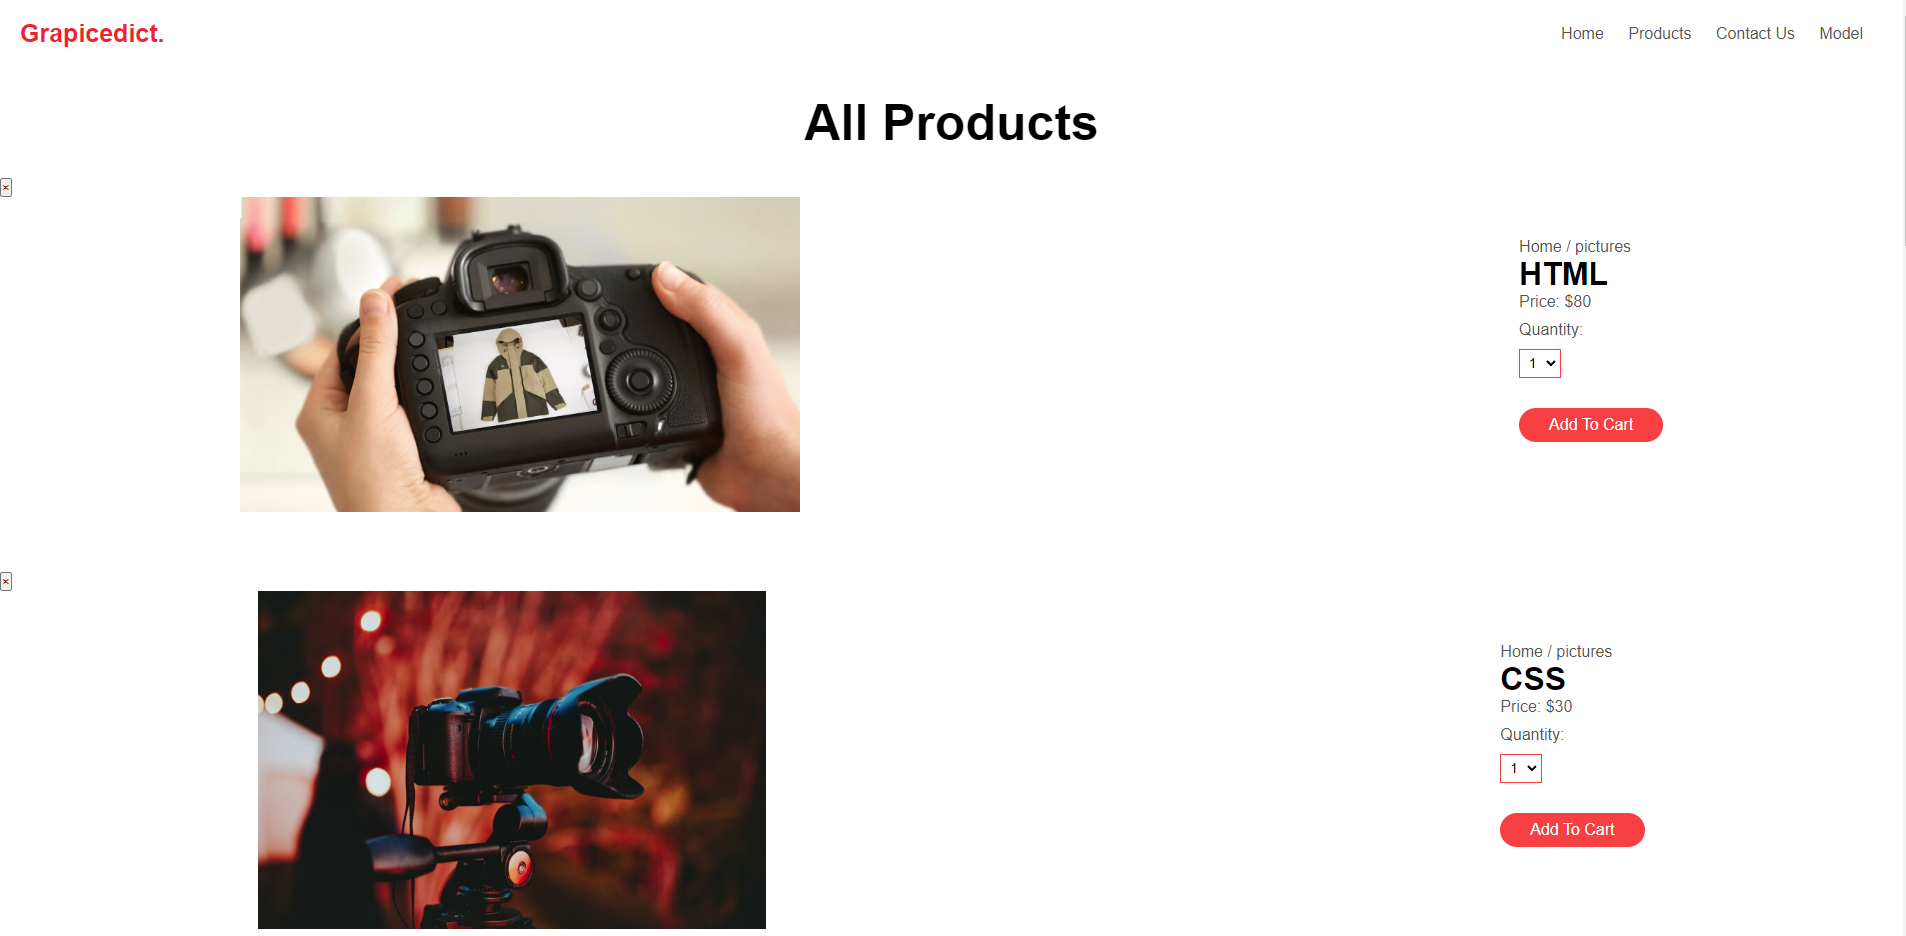 Grapicedict.
Home Products Contact Us Model
All Products
×
Home / pictures
HTML
Price: $80
Quantity:
1
Add To Cart
×
Home / pictures
CSS
Price: $30
Quantity:
1
Add To Cart